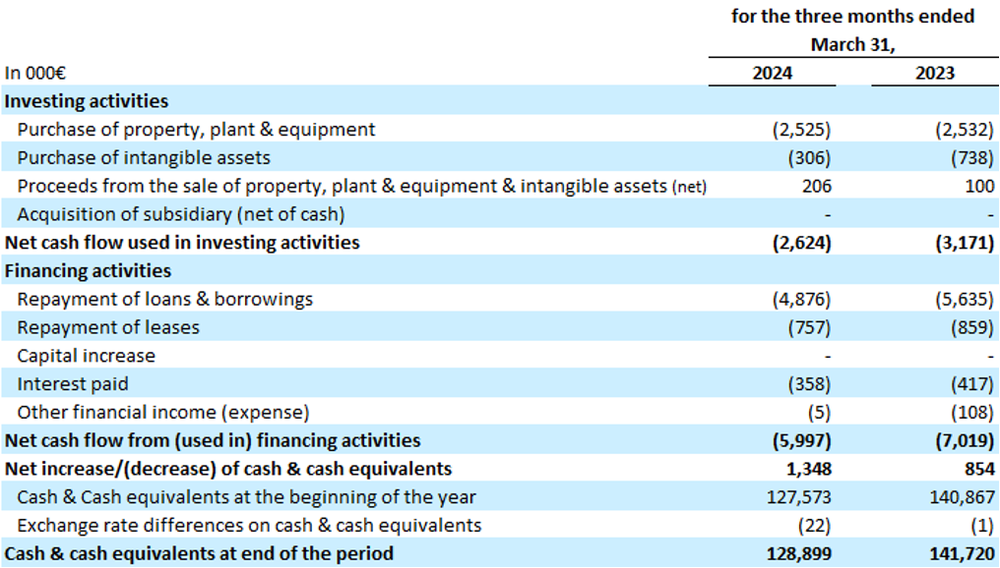 for the three months ended
March 31,
In 000€ 2024 2023
Investing activities
Purchase of property, plant & equipment (2,525) (2,532)
Purchase of intangible assets (306) (738)
Proceeds from the sale of property, plant & equipment & intangible assets (net) 206 100
Acquisition of subsidiary (net of cash) - -
Net cash flow used in investing activities (2,624) (3,171)
Financing activities
Repayment of loans & borrowings (4,876) (5,635)
Repayment of leases (757) (859)
Capital increase - -
Interest paid (358) (417)
Other financial income (expense) (5) (108)
Net cash flow from (used in) financing activities (5,997) (7,019)
Net increase/(decrease) of cash & cash equivalents 1,348 854
Cash & Cash equivalents at the beginning of the year 127,573 140,867
Exchange rate differences on cash & cash equivalents (22) (1)
Cash & cash equivalents at end of the period 128,899 141,720